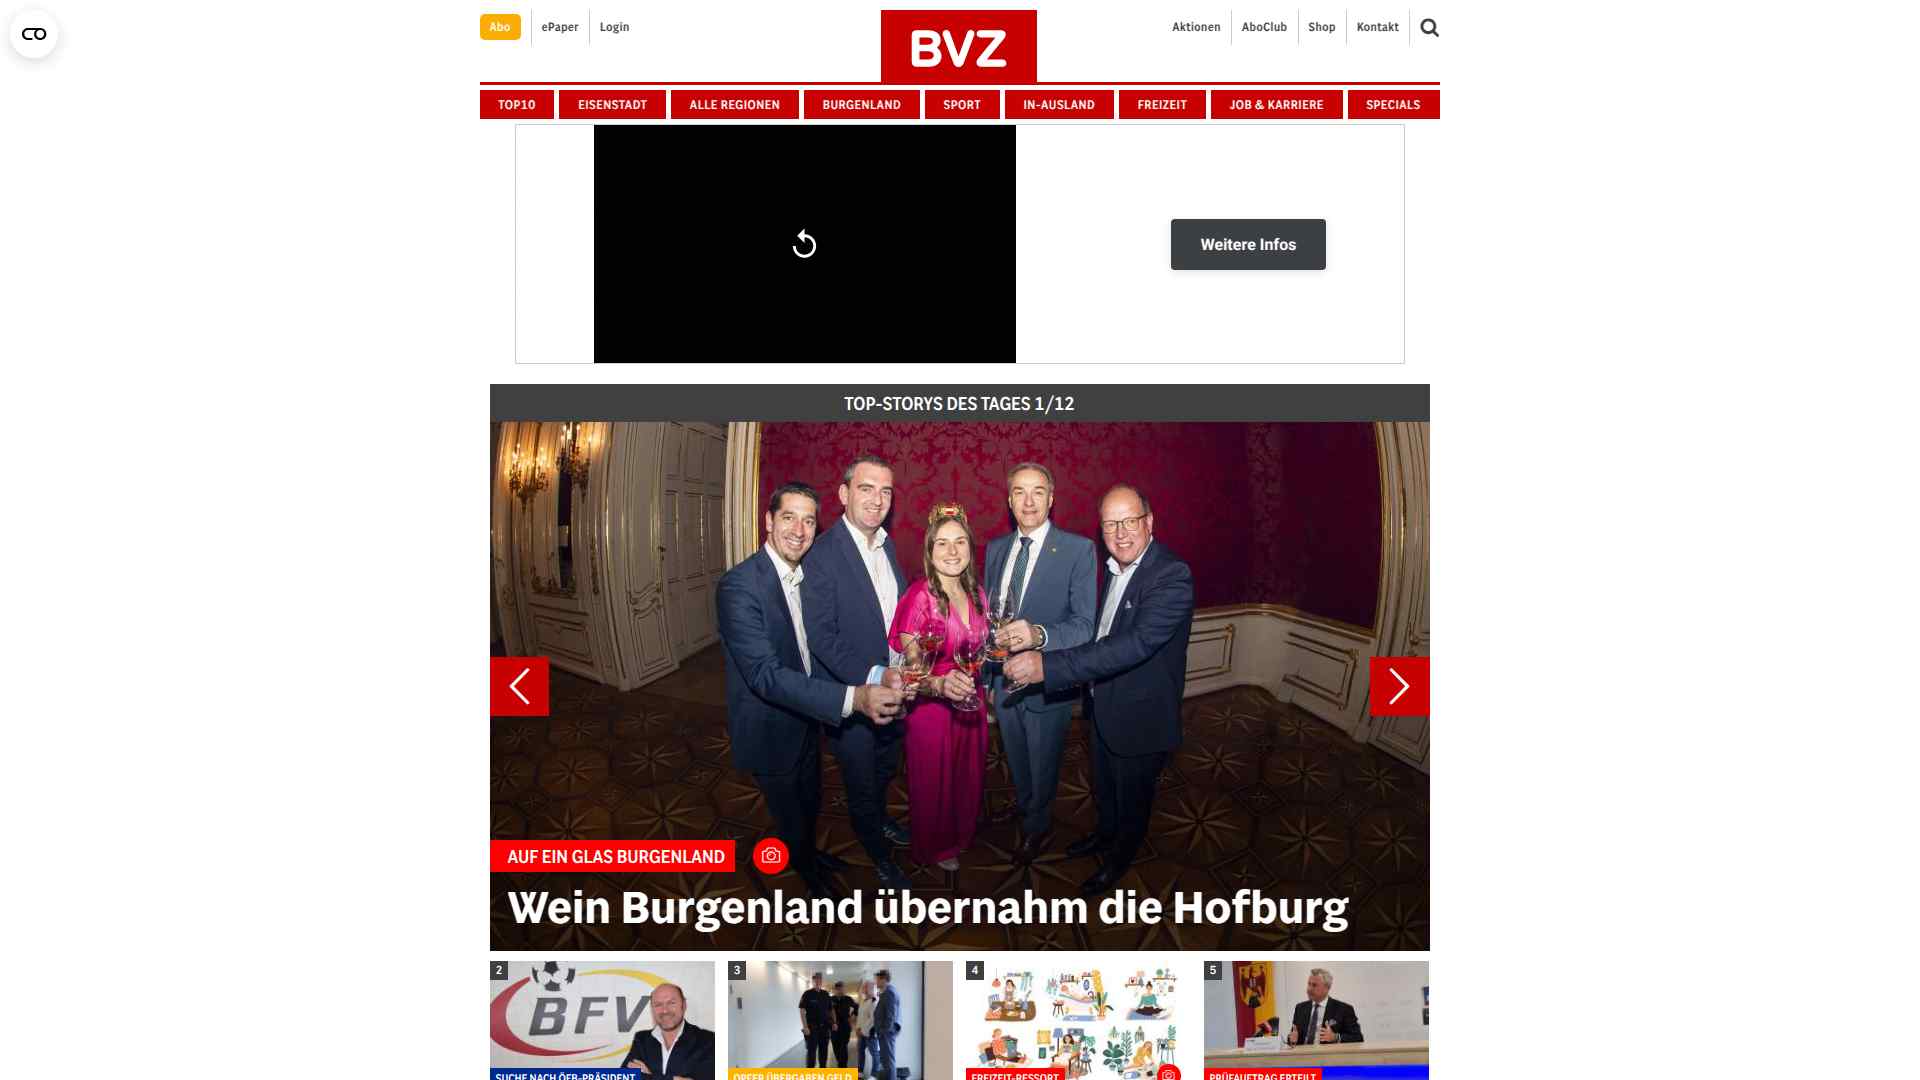 Abo
ePaper
Login
BVZ
Aktionen
AboClub
Shop
Kontakt
TOP10
EISENSTADT
ALLE REGIONEN
BURGENLAND
SPORT
IN-AUSLAND
FREIZEIT
JOB & KARRIERE
SPECIALS
Weitere Infos
TOP-STORYS DES TAGES 1/12
AUF EIN GLAS BURGENLAND
Wein Burgenland übernahm die Hofburg
2
BFV
SUCHE NACH ÖFB-PRÄSIDENT
3
OPFER ÜBERGABEN GELD
4
FREIZEIT-RESSORT
5
PRÜFAUFTRAG ERTEILT